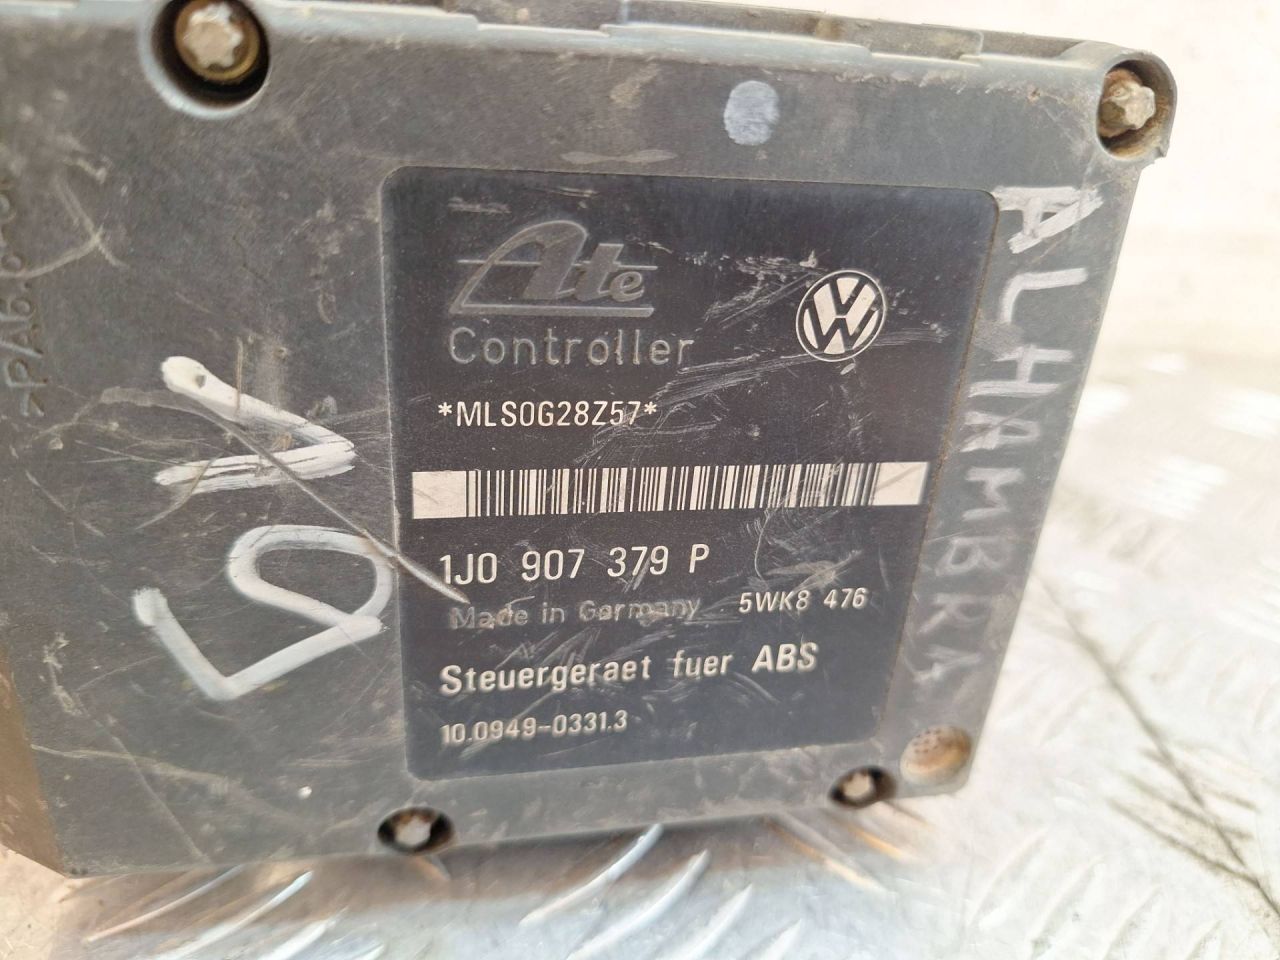 Ate
Controller
*MLS0G28Z57*
1J0 907 379 P
Made in Germany 5WK8 476
Steuergeraet fuer ABS
10.0949-0331.3
ALHAMBRA